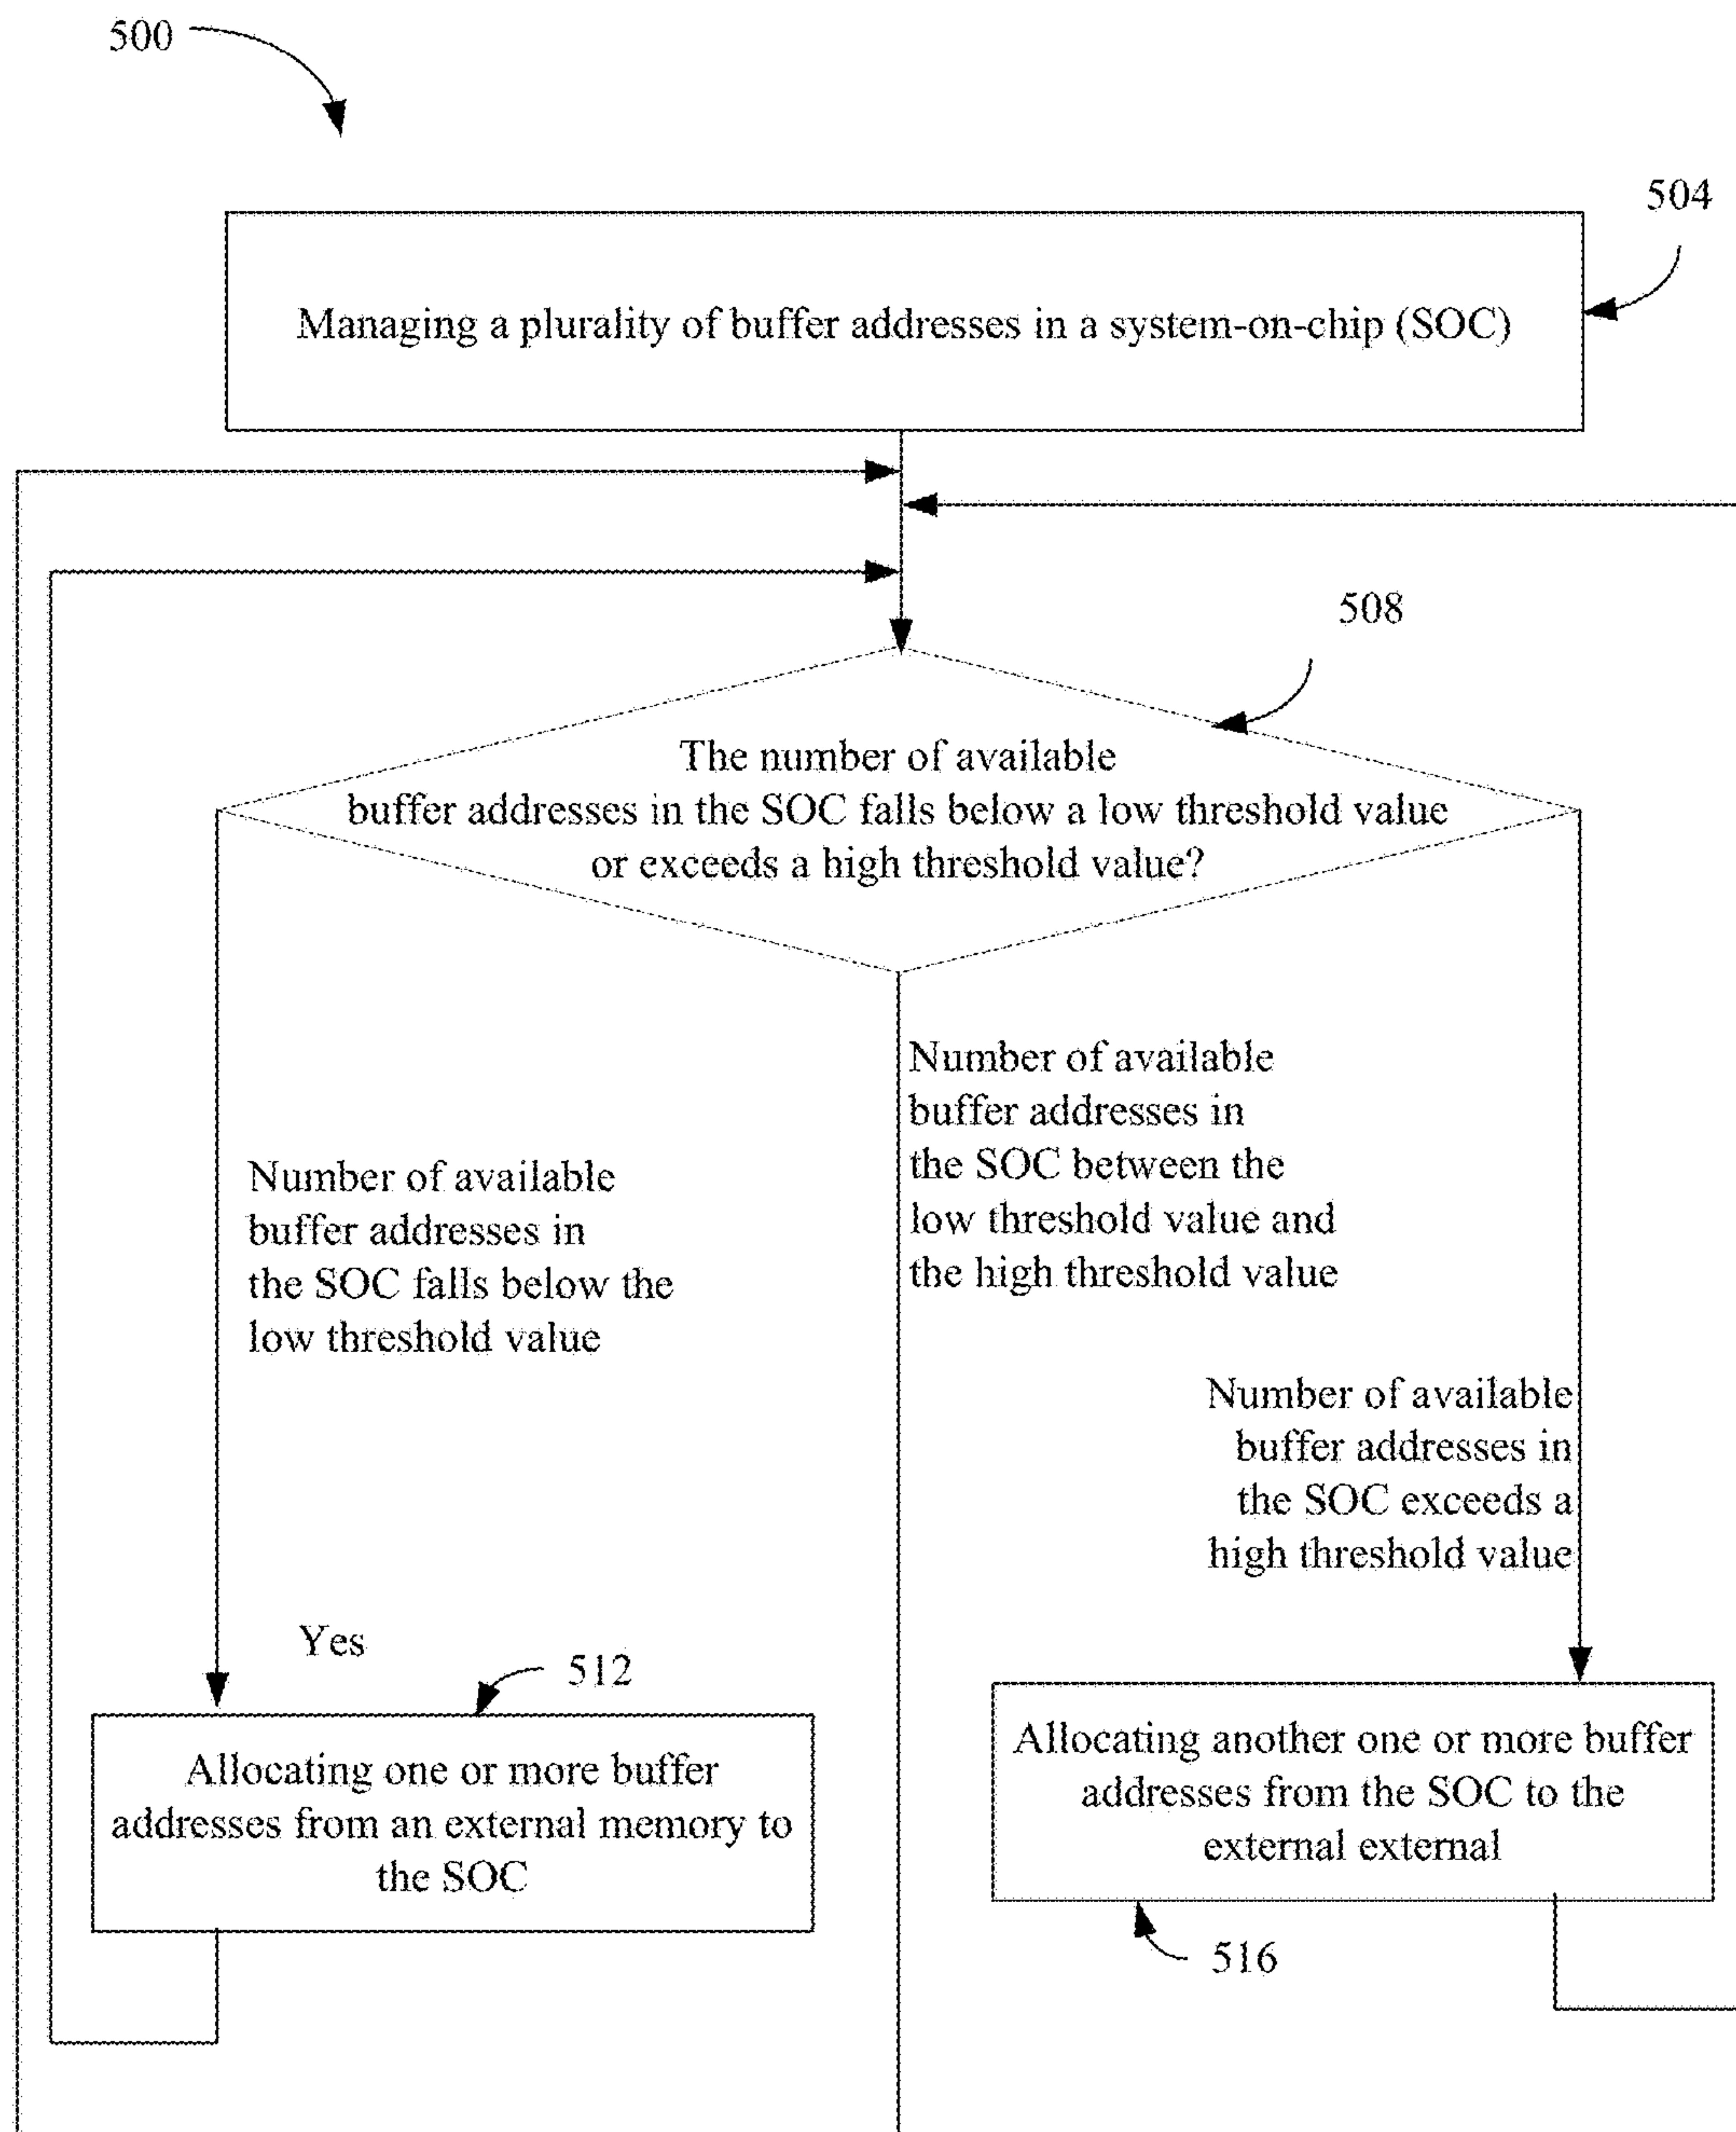 500
504
Managing a plurality of buffer addresses in a system-on-chip (SOC)
508
The number of available
buffer addresses in the SOC falls below a low threshold value
or exceeds a high threshold value?
Number of available
buffer addresses in
the SOC between the
low threshold value and
the high threshold value
Number of available
buffer addresses in
the SOC falls below the
low threshold value
Number of available
buffer addresses in
the SOC exceeds a
high threshold value
Yes
512
Allocating one or more buffer
addresses from an external memory to
the SOC
Allocating another one or more buffer
addresses from the SOC to the
external external
516